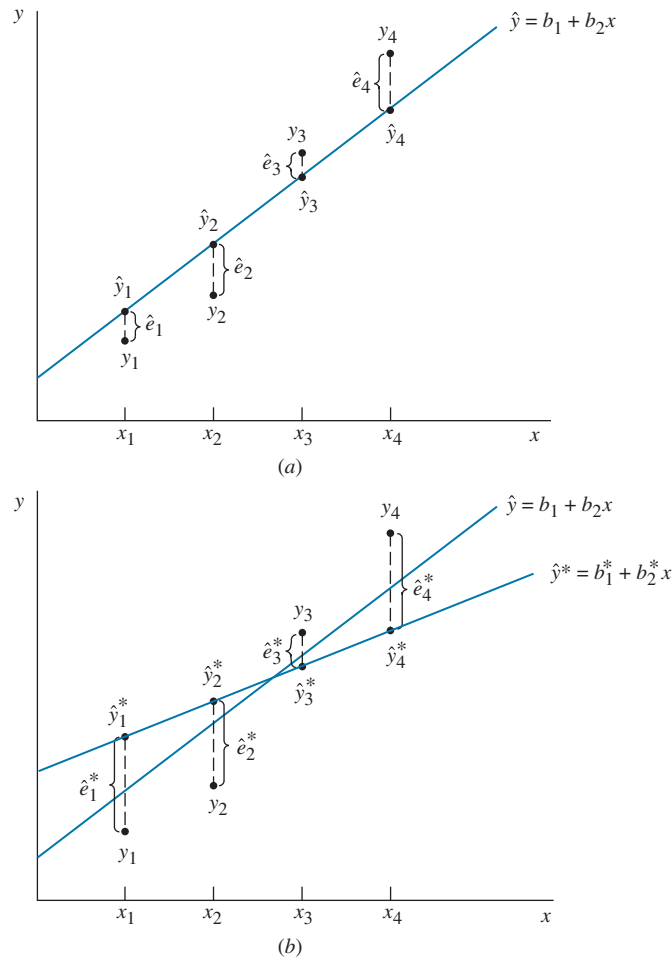 y
ŷ = b₁ + b₂x
y₄
ê₄
ŷ₄
y₃
ê₃
ŷ₃
ŷ₂
ê₂
y₂
ŷ₁
ê₁
y₁
x₁ x₂ x₃ x₄ x
(a)
y
ŷ = b₁ + b₂x
y₄
ŷ* = b₁* + b₂*x
ê₄*
ŷ₄*
y₃
ê₃*
ŷ₃*
ŷ₂*
ê₂*
y₂
ŷ₁*
ê₁*
y₁
x₁ x₂ x₃ x₄ x
(b)